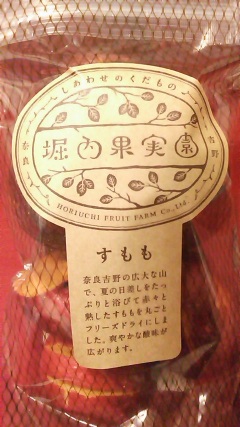 しあわせのくだもの
奈良
吉野
堀内果実園
HORIUCHI FRUIT FARM Co., Ltd.
すもも
奈良吉野の広大な山
で、夏の日差しをたっ
ぷりと浴びて赤々と
熟したすももを丸ごと
フリーズドライにしま
した。爽やかな酸味が
広がります。